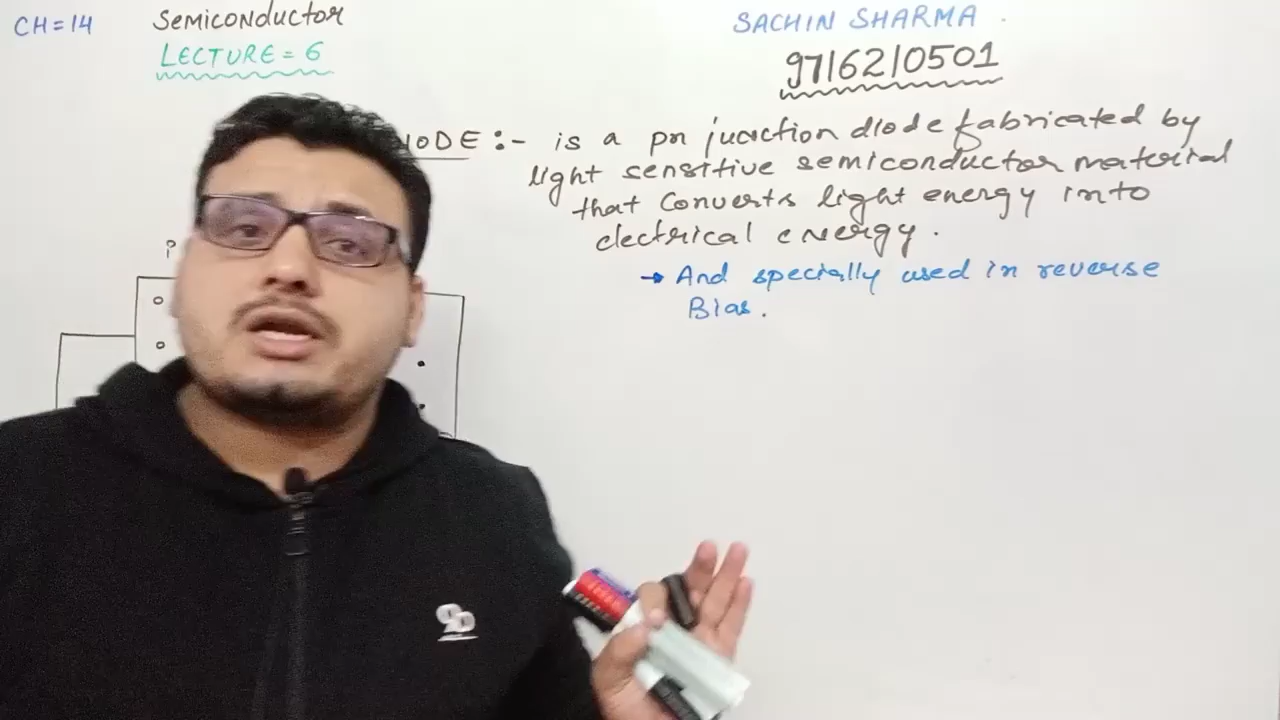 CH = 14
Semiconductor
LECTURE = 6
SACHIN SHARMA
9716210501
IODE :- is a pn junction diode fabricated by
light sensitive semiconductor material
that converts light energy into
electrical energy.
→ And specially used in reverse
Bias.
P